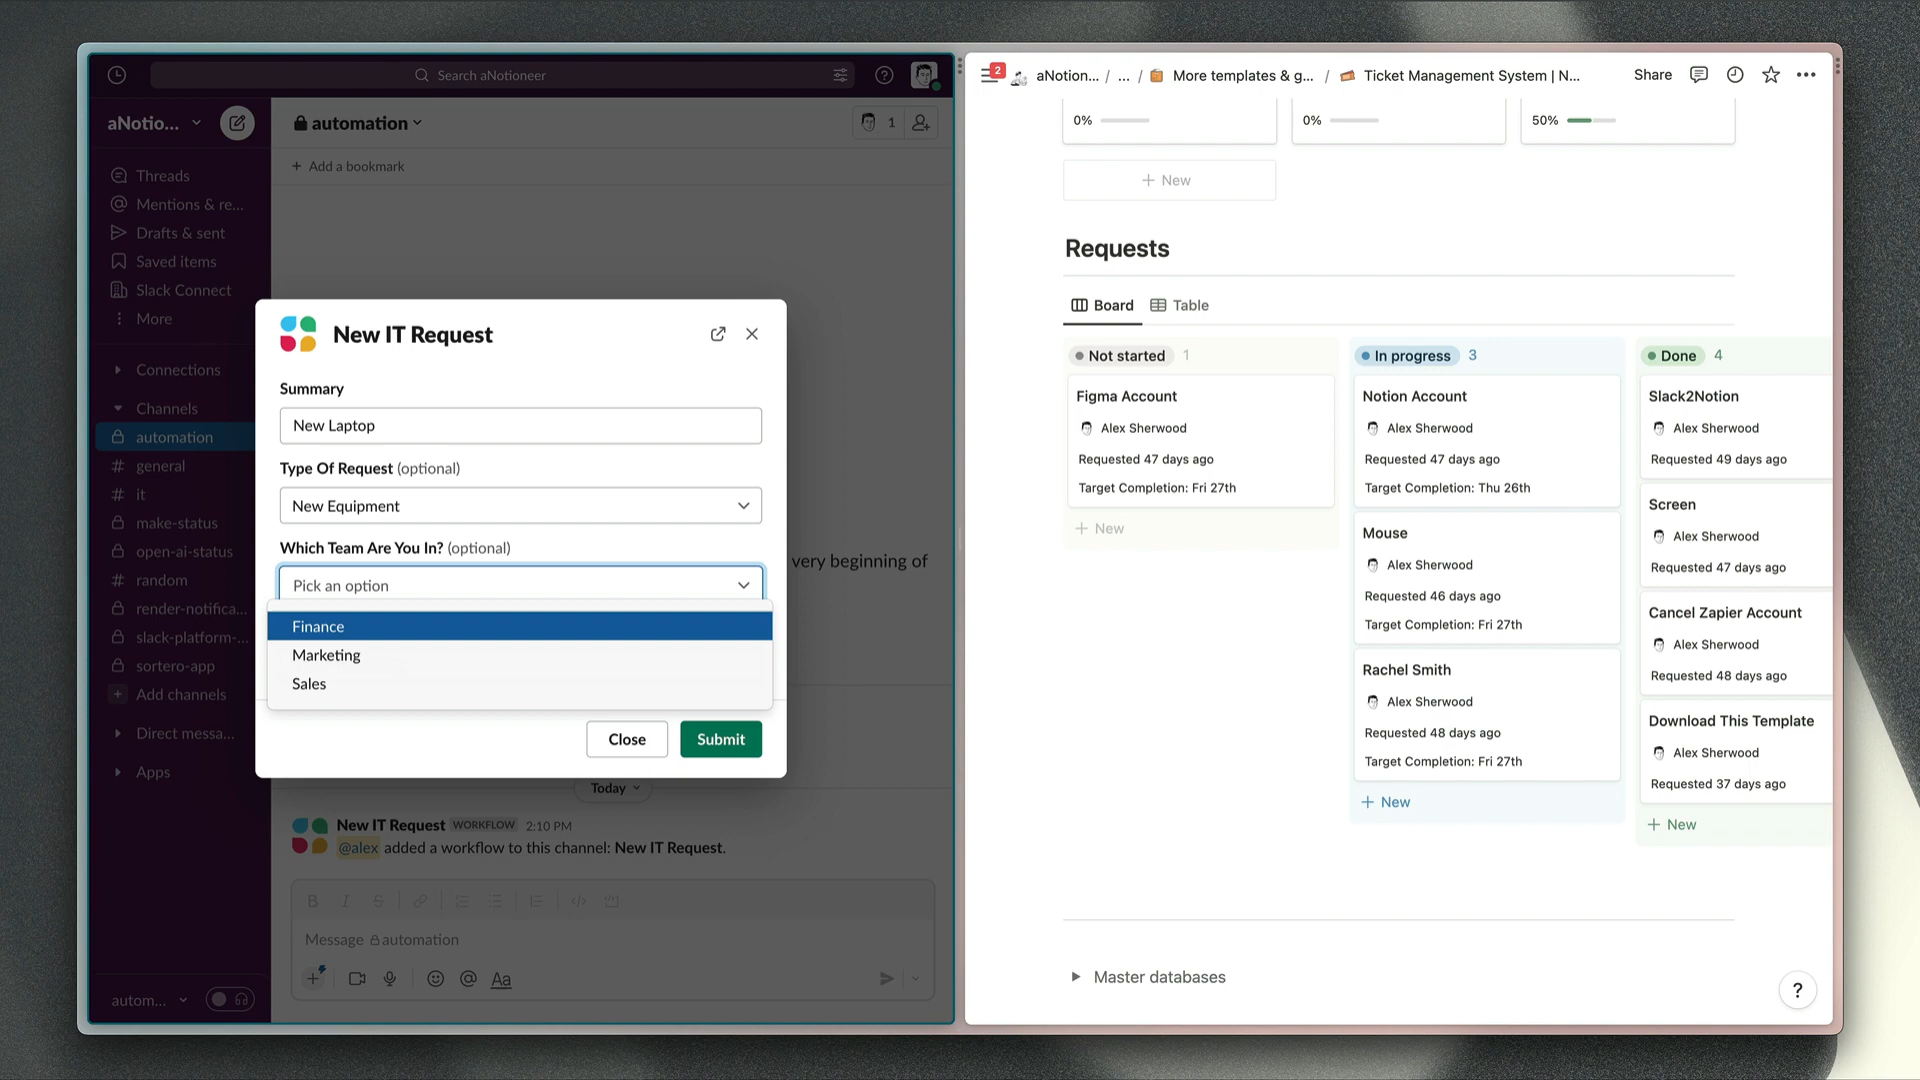 Search aNotioneer
aNotio...
Threads
Mentions & re...
Drafts & sent
Saved items
Slack Connect
More
Connections
Channels
automation
general
it
make-status
open-ai-status
random
render-notifica...
slack-platform-...
sortero-app
Add channels
Direct messa...
Apps
autom...
automation
1
Add a bookmark
very beginning of
New IT Request
Summary
New Laptop
Type Of Request (optional)
New Equipment
Which Team Are You In? (optional)
Pick an option
Finance
Marketing
Sales
Close
Submit
Today
New IT Request WORKFLOW 2:10 PM
@alex added a workflow to this channel: New IT Request.
Message automation
Aa
2
aNotion... / ... / More templates & g... / Ticket Management System | N...
Share
0%
0%
50%
+ New
Requests
Board
Table
Not started 1
Figma Account
Alex Sherwood
Requested 47 days ago
Target Completion: Fri 27th
+ New
In progress 3
Notion Account
Alex Sherwood
Requested 47 days ago
Target Completion: Thu 26th
Mouse
Alex Sherwood
Requested 46 days ago
Target Completion: Fri 27th
Rachel Smith
Alex Sherwood
Requested 48 days ago
Target Completion: Fri 27th
+ New
Done 4
Slack2Notion
Alex Sherwood
Requested 49 days ago
Screen
Alex Sherwood
Requested 47 days ago
Cancel Zapier Account
Alex Sherwood
Requested 48 days ago
Download This Template
Alex Sherwood
Requested 37 days ago
+ New
Master databases
?